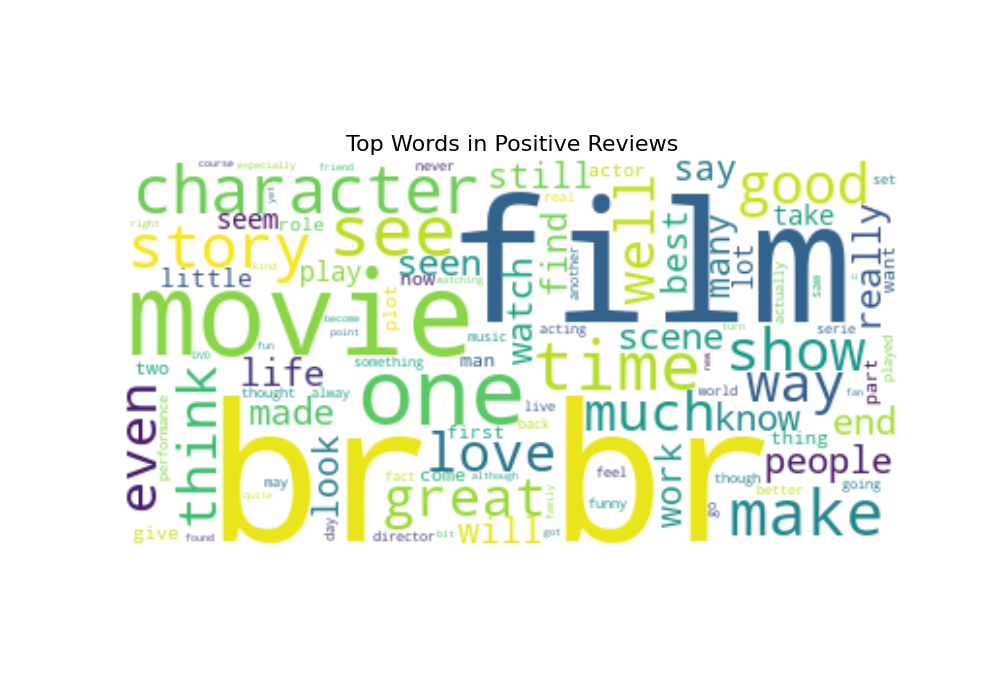 Top Words in Positive Reviews
course especially friend never
character still actor say good set
yet real
right seem role see film well find best many lot take really
story kind seen now watching another actually saw c want
little play plot watch
movie become point music acting turn serie
fun something man time scene show played
two DVD life one new world way fan part
even thought alway live much know end
performance think made first back thing
love people
br br look fact come although feel work though better going
may quite great family funny go make
give found day director bit will got